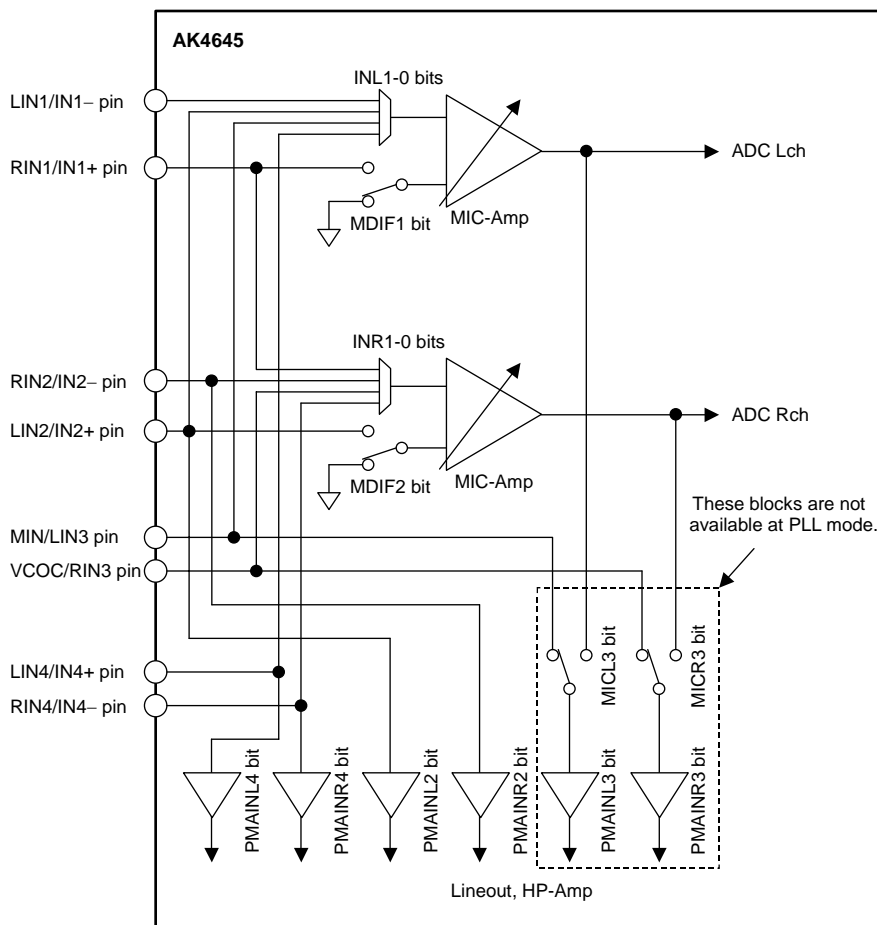 AK4645
INL1-0 bits
LIN1/IN1− pin
RIN1/IN1+ pin
ADC Lch
MDIF1 bit
MIC-Amp
INR1-0 bits
RIN2/IN2− pin
LIN2/IN2+ pin
ADC Rch
MDIF2 bit
MIC-Amp
These blocks are not
available at PLL mode.
MIN/LIN3 pin
VCOC/RIN3 pin
LIN4/IN4+ pin
RIN4/IN4− pin
MICL3 bit
MICR3 bit
PMAINL4 bit
PMAINR4 bit
PMAINL2 bit
PMAINR2 bit
PMAINL3 bit
PMAINR3 bit
Lineout, HP-Amp